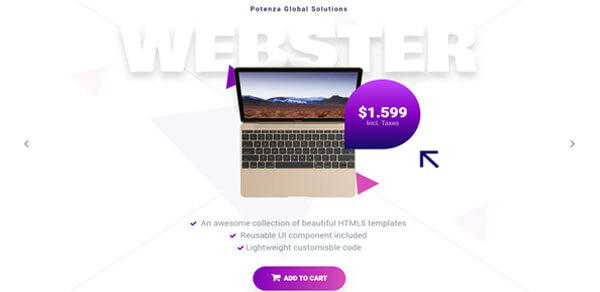 Potenza Global Solutions
WEBSTER
$1.599
Incl. Taxes
An awesome collection of beautiful HTML5 templates
Reusable UI component included
Lightweight customisble code
ADD TO CART